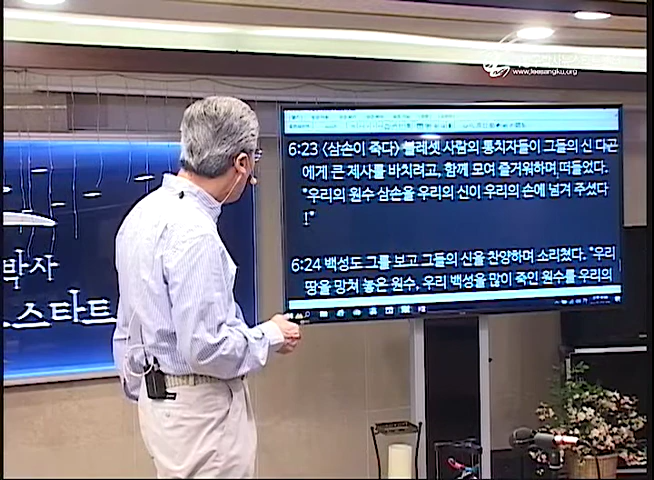 www.leesangku.org
6:23 <삼손이 죽다> 블레셋 사람의 통치자들이 그들의 신 다곤
에게 큰 제사를 바치려고, 함께 모여 즐거워하며 떠들었다.
"우리의 원수 삼손을 우리의 신이 우리의 손에 넘겨 주셨다
!"
6:24 백성도 그를 보고 그들의 신을 찬양하며 소리쳤다. "우리
땅을 망쳐 놓은 원수, 우리 백성을 많이 죽인 원수를 우리의
박사
스타트